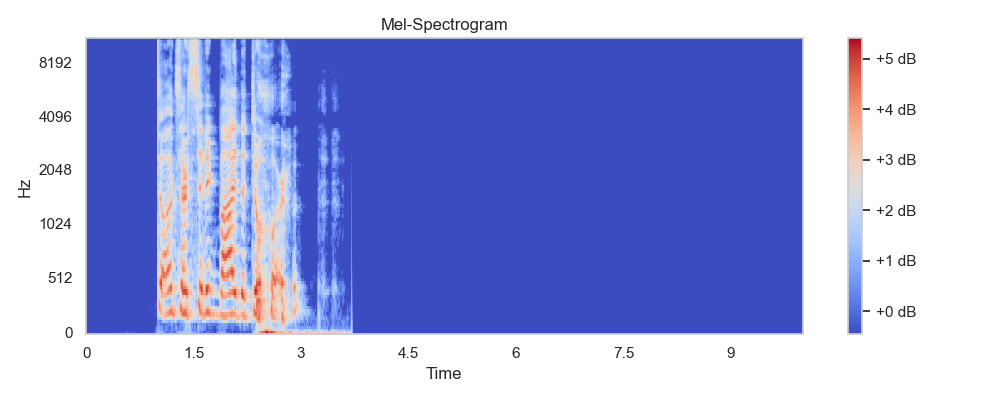 Mel-Spectrogram
8192
4096
2048
1024
512
0
Hz
0 1.5 3 4.5 6 7.5 9
Time
+5 dB
+4 dB
+3 dB
+2 dB
+1 dB
+0 dB